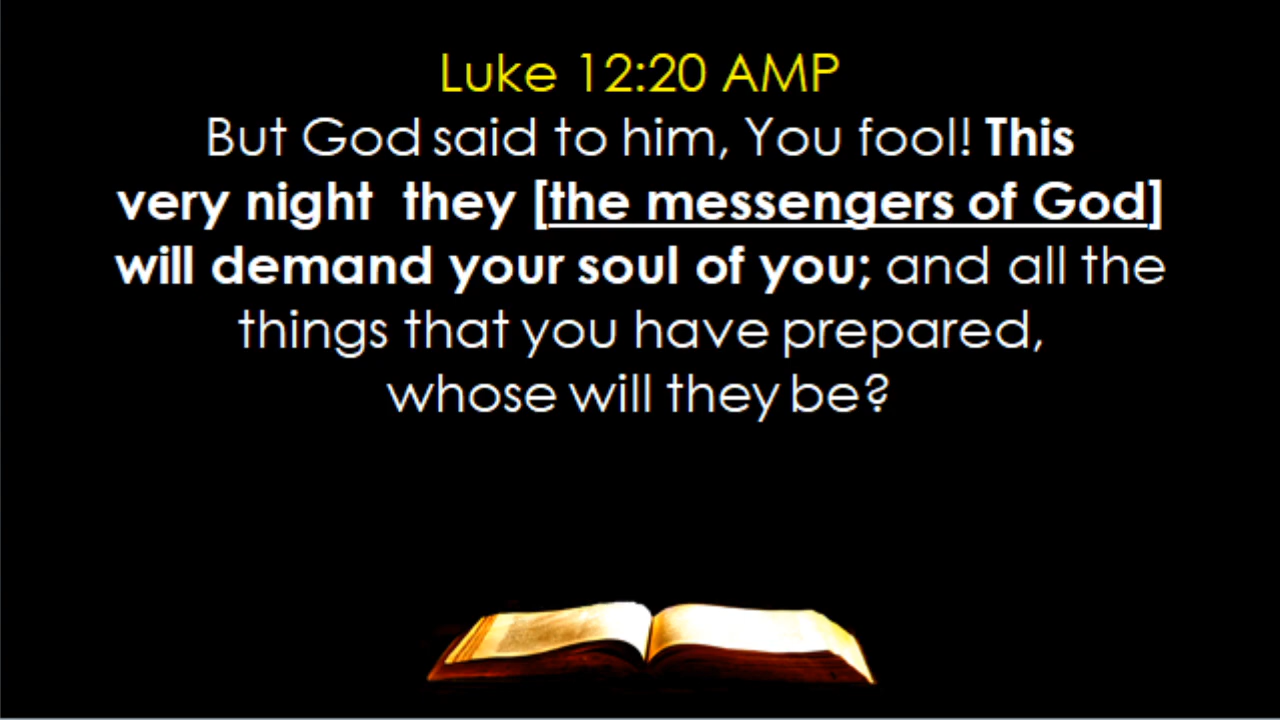 Luke 12:20 AMP
But God said to him, You fool! This
very night  they [the messengers of God]
will demand your soul of you; and all the
things that you have prepared,
whose will they be?